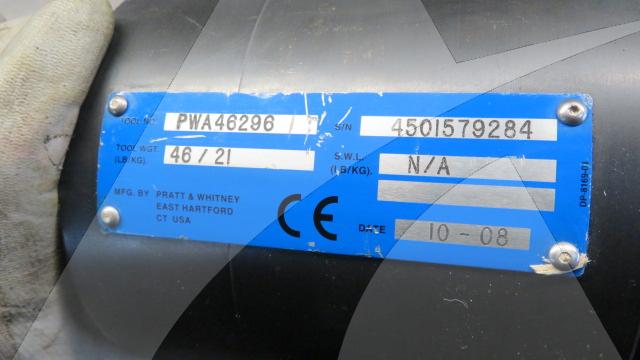 TOOL NO. PWA46296
S/N 4501579284
TOOL WGT. (LB/KG). 46/21
S.W.L. (LB/KG). N/A
MFG. BY PRATT & WHITNEY
EAST HARTFORD
CT USA
CE
DATE 10-08
DP-8169-01